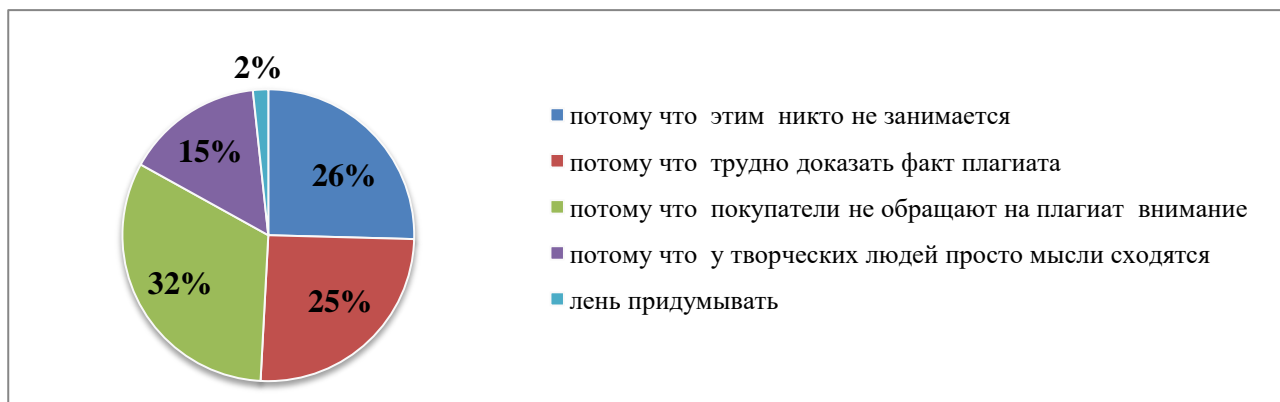 2%
15%
26%
32%
25%
потому что этим никто не занимается
потому что трудно доказать факт плагиата
потому что покупатели не обращают на плагиат внимание
потому что у творческих людей просто мысли сходятся
лень придумывать